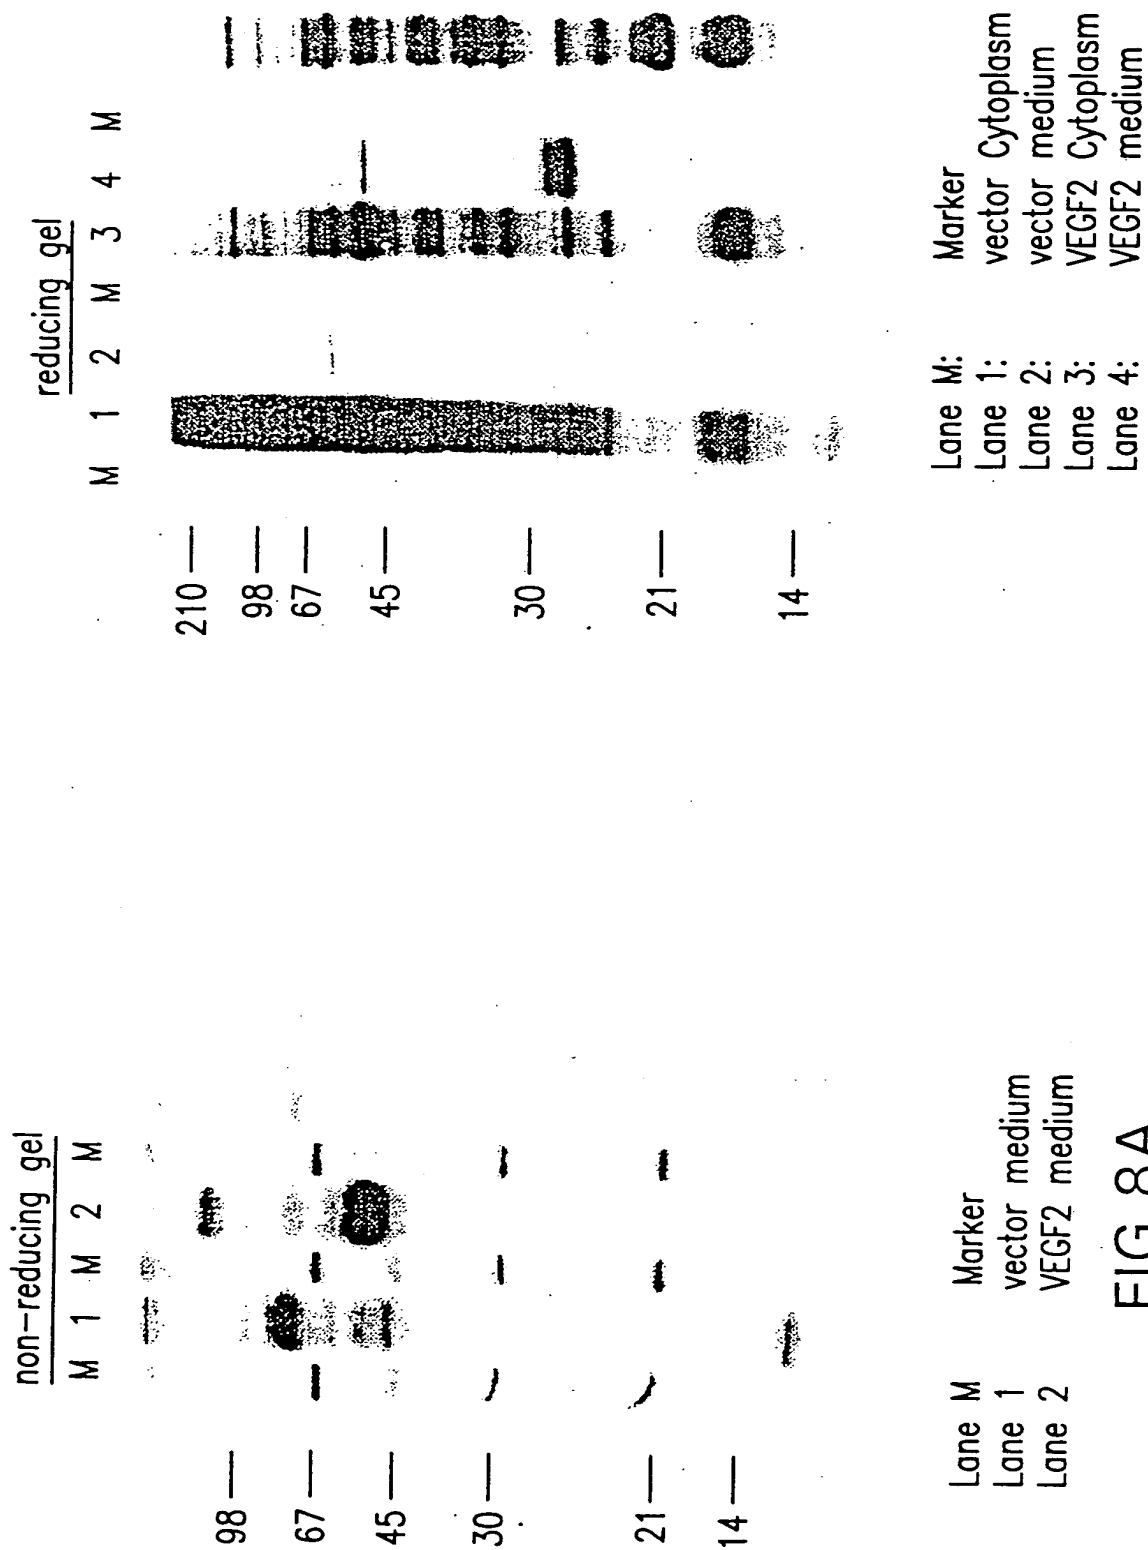 non-reducing gel
M 1 M 2 M
98
67
45
30
21
14
Lane M Marker
Lane 1 vector medium
Lane 2 VEGF2 medium
FIG. 8A
reducing gel
M 1 2 M 3 4 M
210
98
67
45
30
21
14
Lane M: Marker
Lane 1: vector Cytoplasm
Lane 2: vector medium
Lane 3: VEGF2 Cytoplasm
Lane 4: VEGF2 medium